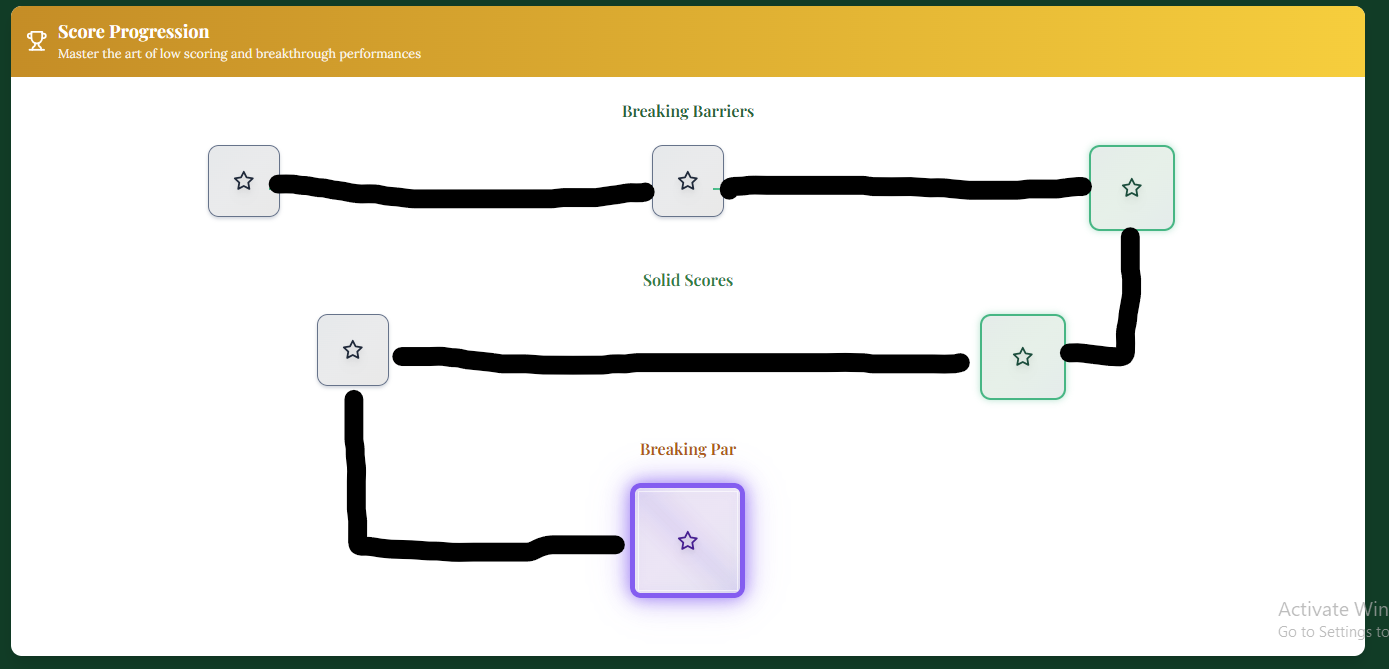 Score Progression
Master the art of low scoring and breakthrough performances
Breaking Barriers
Solid Scores
Breaking Par
Activate Win
Go to Settings to